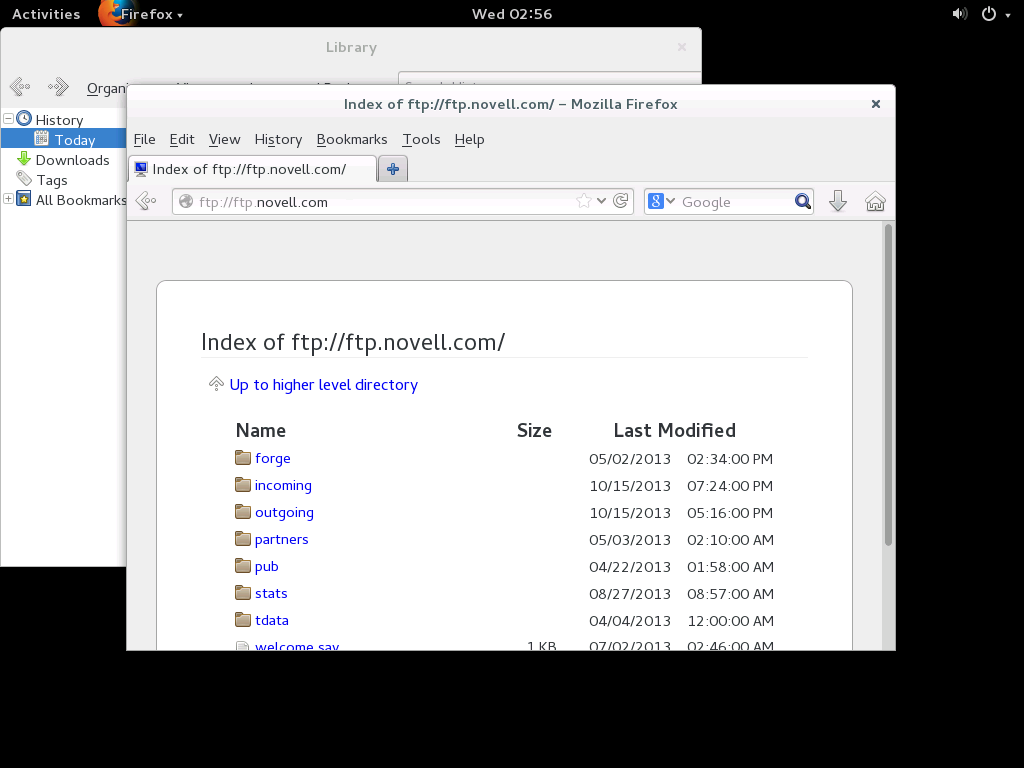 Activities Firefox Wed 02:56
Library
Index of ftp://ftp.novell.com/ – Mozilla Firefox
File Edit View History Bookmarks Tools Help
Index of ftp://ftp.novell.com/
ftp://ftp.novell.com Google
History
Today
Downloads
Tags
All Bookmarks
Index of ftp://ftp.novell.com/
Up to higher level directory
Name Size Last Modified
forge 05/02/2013 02:34:00 PM
incoming 10/15/2013 07:24:00 PM
outgoing 10/15/2013 05:16:00 PM
partners 05/03/2013 02:10:00 AM
pub 04/22/2013 01:58:00 AM
stats 08/27/2013 08:57:00 AM
tdata 04/04/2013 12:00:00 AM
welcome.sav 1 KB 07/02/2013 02:46:00 AM